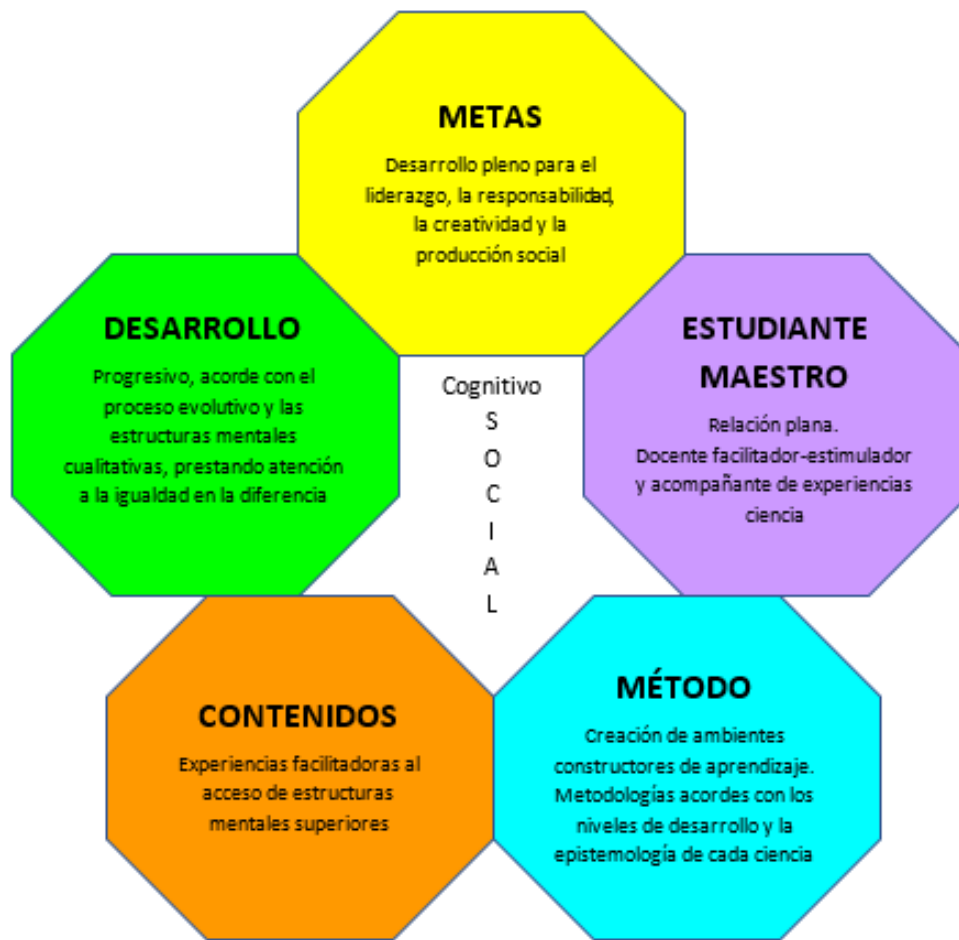 METAS
Desarrollo pleno para el
liderazgo, la responsabilidad,
la creatividad y la
producción social
DESARROLLO
Progresivo, acorde con el
proceso evolutivo y las
estructuras mentales
cualitativas, prestando atención
a la igualdad en la diferencia
Cognitivo
S
O
C
I
A
L
ESTUDIANTE
MAESTRO
Relación plana.
Docente facilitador-estimulador
y acompañante de experiencias
ciencia
CONTENIDOS
Experiencias facilitadoras al
acceso de estructuras
mentales superiores
MÉTODO
Creación de ambientes
constructores de aprendizaje.
Metodologías acordes con los
niveles de desarrollo y la
epistemología de cada ciencia